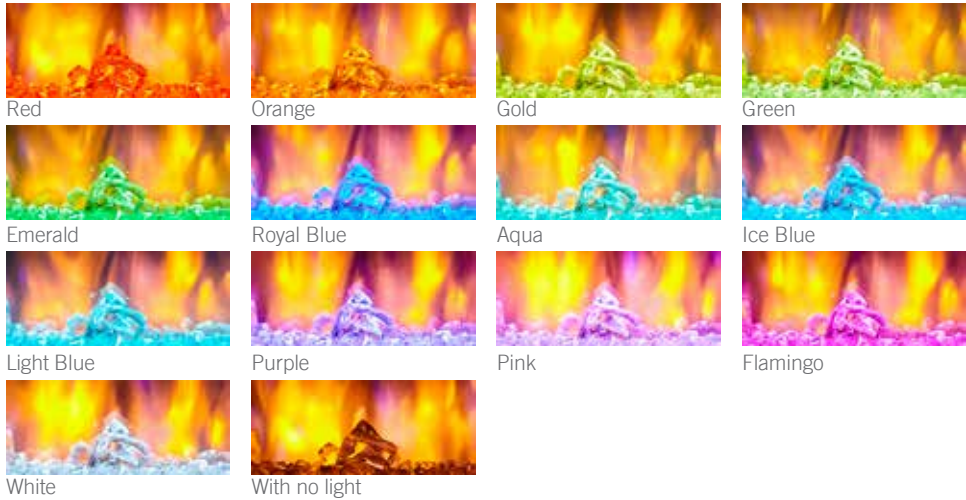 Red
Orange
Gold
Green
Emerald
Royal Blue
Aqua
Ice Blue
Light Blue
Purple
Pink
Flamingo
White
With no light